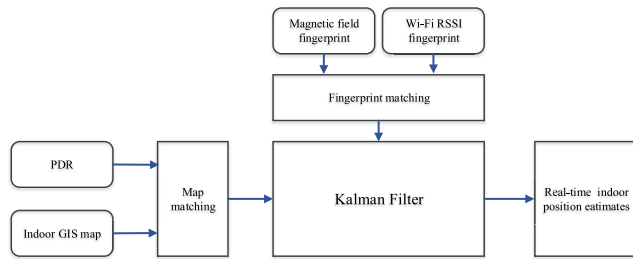 Magnetic field
fingerprint
Wi-Fi RSSI
fingerprint
Fingerprint matching
PDR
Indoor GIS map
Map
matching
Kalman Filter
Real-time indoor
position eatimates